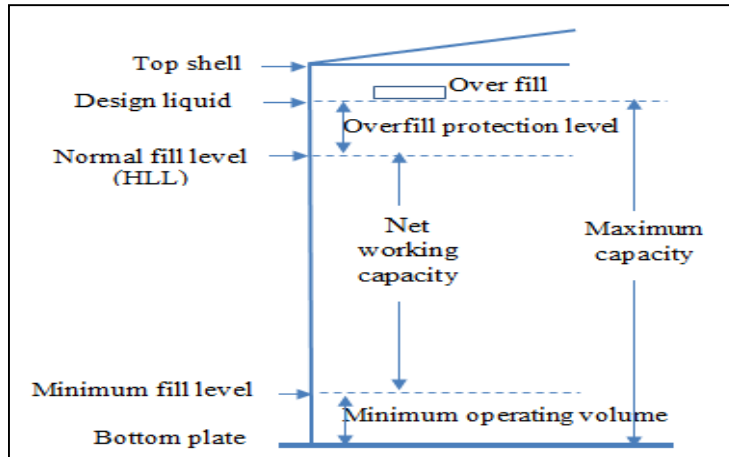 Top shell
Over fill
Design liquid
Overfill protection level
Normal fill level
(HLL)
Net
working
capacity
Maximum
capacity
Minimum fill level
Minimum operating volume
Bottom plate